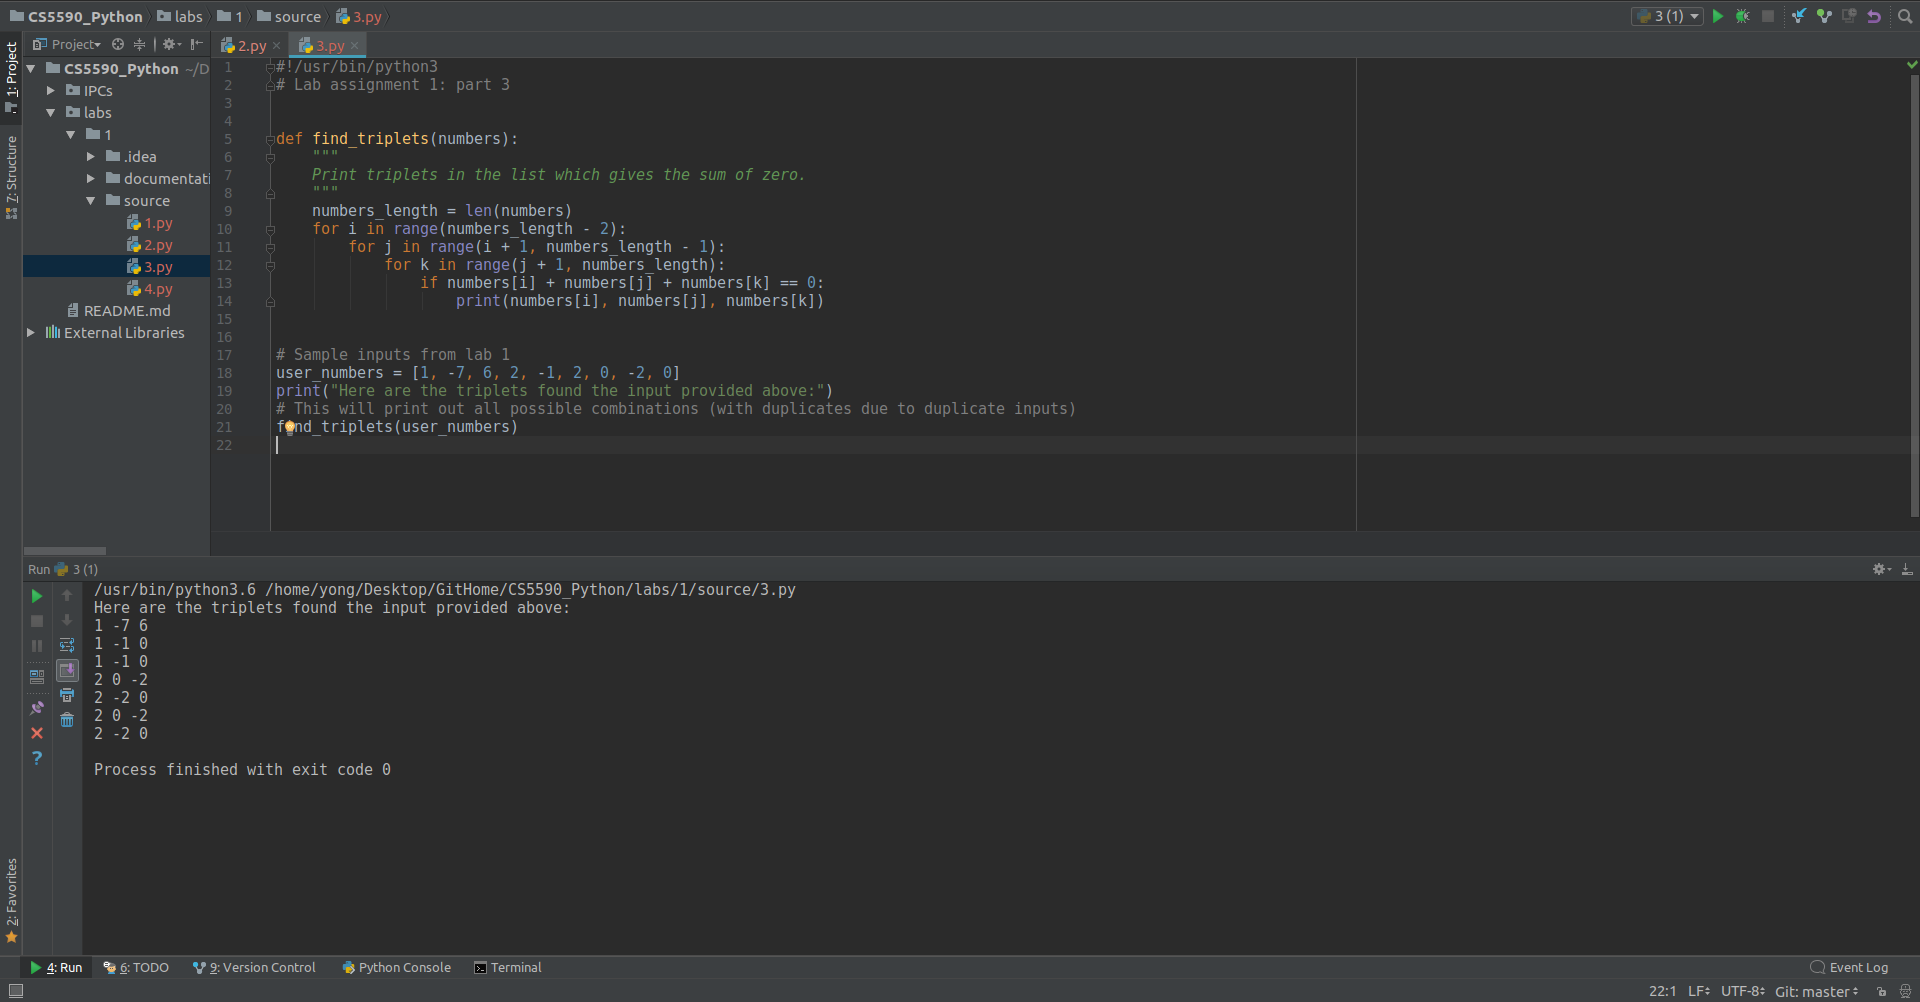 CS5590_Python labs 1 source 3.py 3 (1)
1: Project
7: Structure
2: Favorites
Project
CS5590_Python ~/D
IPCs
labs
1
.idea
documentati
source
1.py
2.py
3.py
4.py
README.md
External Libraries
2.py 3.py
1 #!/usr/bin/python3
2 # Lab assignment 1: part 3
3
4
5 def find_triplets(numbers):
6     """
7     Print triplets in the list which gives the sum of zero.
8     """
9     numbers_length = len(numbers)
10     for i in range(numbers_length - 2):
11         for j in range(i + 1, numbers_length - 1):
12             for k in range(j + 1, numbers_length):
13                 if numbers[i] + numbers[j] + numbers[k] == 0:
14                     print(numbers[i], numbers[j], numbers[k])
15
16
17 # Sample inputs from lab 1
18 user_numbers = [1, -7, 6, 2, -1, 2, 0, -2, 0]
19 print("Here are the triplets found the input provided above:")
20 # This will print out all possible combinations (with duplicates due to duplicate inputs)
21 find_triplets(user_numbers)
22
Run 3 (1)
/usr/bin/python3.6 /home/yong/Desktop/GitHome/CS5590_Python/labs/1/source/3.py
Here are the triplets found the input provided above:
1 -7 6
1 -1 0
1 -1 0
2 0 -2
2 -2 0
2 0 -2
2 -2 0
Process finished with exit code 0
4: Run 6: TODO 9: Version Control Python Console Terminal Event Log
22:1 LF UTF-8 Git: master